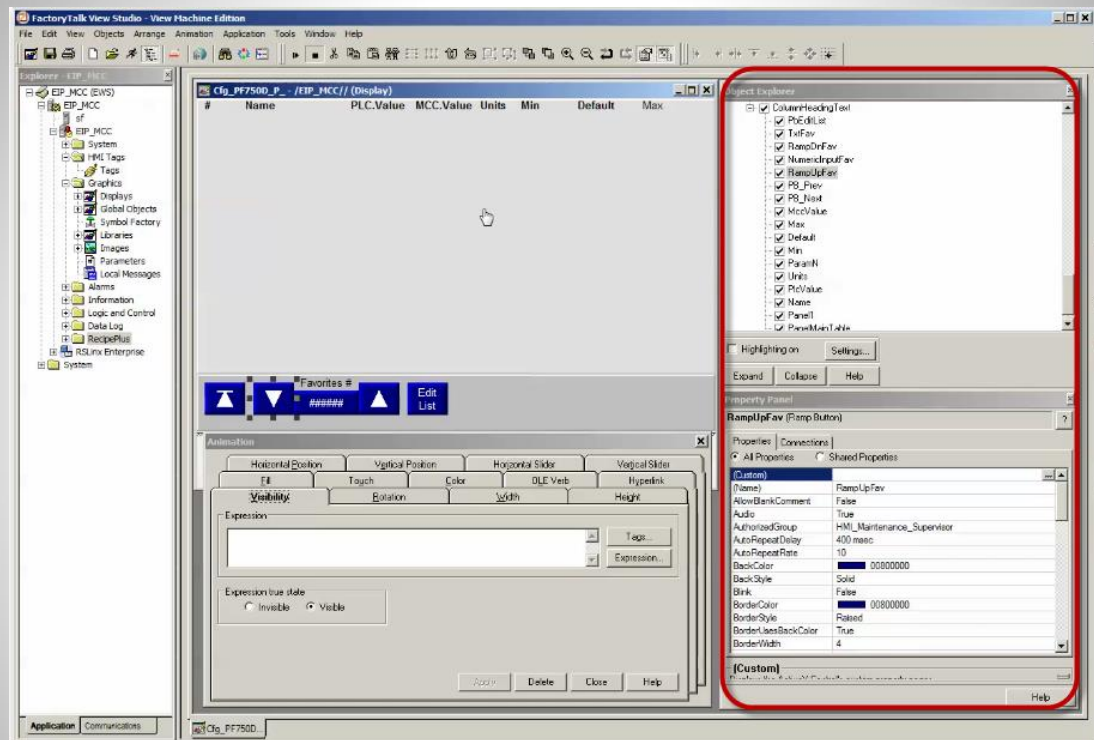 FactoryTalk View Studio - View Machine Edition
File Edit View Objects Arrange Animation Application Tools Window Help
Explorer - EIP_MCC
EIP_MCC (EWS)
EIP_MCC
sf
EIP_MCC
System
HMI Tags
Tags
Graphics
Displays
Global Objects
Symbol Factory
Libraries
Images
Parameters
Local Messages
Alarms
Information
Logic and Control
Data Log
RecipePlus
RSLinx Enterprise
System
Application Communications
Cfg_PF750D_P_ - /EIP_MCC// (Display)
# Name PLC.Value MCC.Value Units Min Default Max
Favorites #
######
Edit
List
Animation
Horizontal Position Vertical Position Horizontal Slider Vertical Slider
Fill Touch Color OLE Verb Hyperlink
Visibility Rotation Width Height
Expression
Tags...
Expression...
Expression true state
Invisible Visible
Apply Delete Close Help
Cfg_PF750D...
Object Explorer
ColumnHeadingText
PbEditList
TxtFav
RampDnFav
NumericInputFav
RampUpFav
PB_Prev
PB_Next
MccValue
Max
Default
Min
ParamN
Units
PlcValue
Name
Panel1
PanelMainTable
Highlighting on Settings...
Expand Collapse Help
Property Panel
RampUpFav (Ramp Button) ?
Properties Connections
All Properties Shared Properties
(Custom)
(Name) RampUpFav
AllowBlankComment False
Audio True
AuthorizedGroup HMI_Maintenance_Supervisor
AutoRepeatDelay 400 msec
AutoRepeatRate 10
BackColor 00800000
BackStyle Solid
Blink False
BorderColor 00800000
BorderStyle Raised
BorderUsesBackColor True
BorderWidth 4
(Custom)
Help